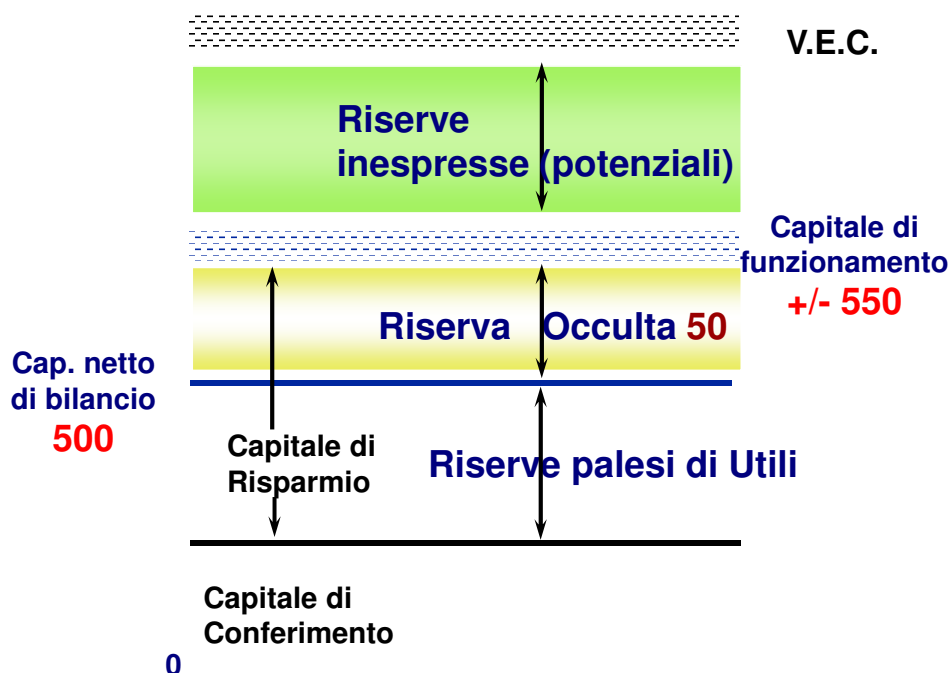 V.E.C.
Riserve
inespresse (potenziali)
Capitale di
funzionamento
+/- 550
Riserva Occulta 50
Cap. netto
di bilancio
500
Capitale di
Risparmio
Riserve palesi di Utili
Capitale di
Conferimento
0